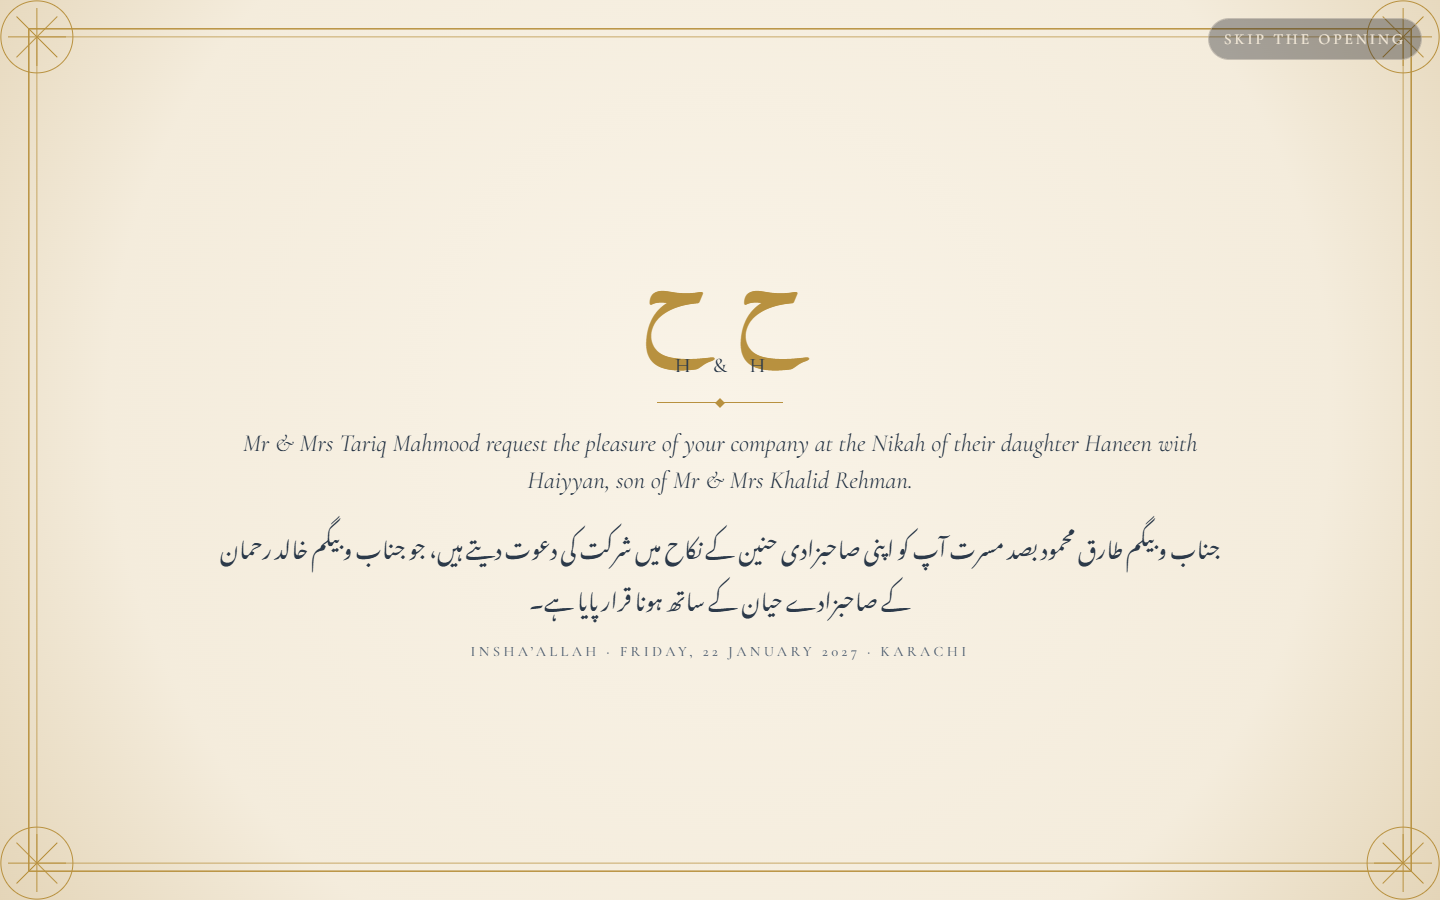 SKIP THE OPENING
ح ح
H & H
Mr & Mrs Tariq Mahmood request the pleasure of your company at the Nikah of their daughter Haneen with
Haiyyan, son of Mr & Mrs Khalid Rehman.
جناب و بیگم طارق محمود بصد مسرت آپ کو اپنی صاحبزادی حنین کے نکاح میں شرکت کی دعوت دیتے ہیں، جو جناب و بیگم خالد رحمان
کے صاحبزادے حیان کے ساتھ ہونا قرار پایا ہے۔
INSHA’ALLAH · FRIDAY, 22 JANUARY 2027 · KARACHI